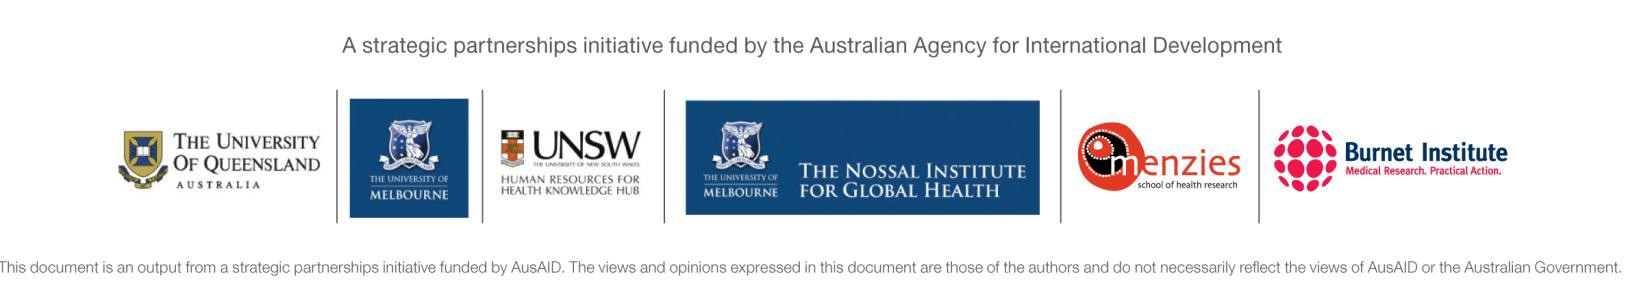 A strategic partnerships initiative funded by the Australian Agency for International Development
THE UNIVERSITY
OF QUEENSLAND
AUSTRALIA
THE UNIVERSITY OF
MELBOURNE
UNSW
THE UNIVERSITY OF NEW SOUTH WALES
HUMAN RESOURCES FOR
HEALTH KNOWLEDGE HUB
THE UNIVERSITY OF
MELBOURNE
THE NOSSAL INSTITUTE
FOR GLOBAL HEALTH
menzies
school of health research
Burnet Institute
Medical Research. Practical Action.
This document is an output from a strategic partnerships initiative funded by AusAID. The views and opinions expressed in this document are those of the authors and do not necessarily reflect the views of AusAID or the Australian Government.